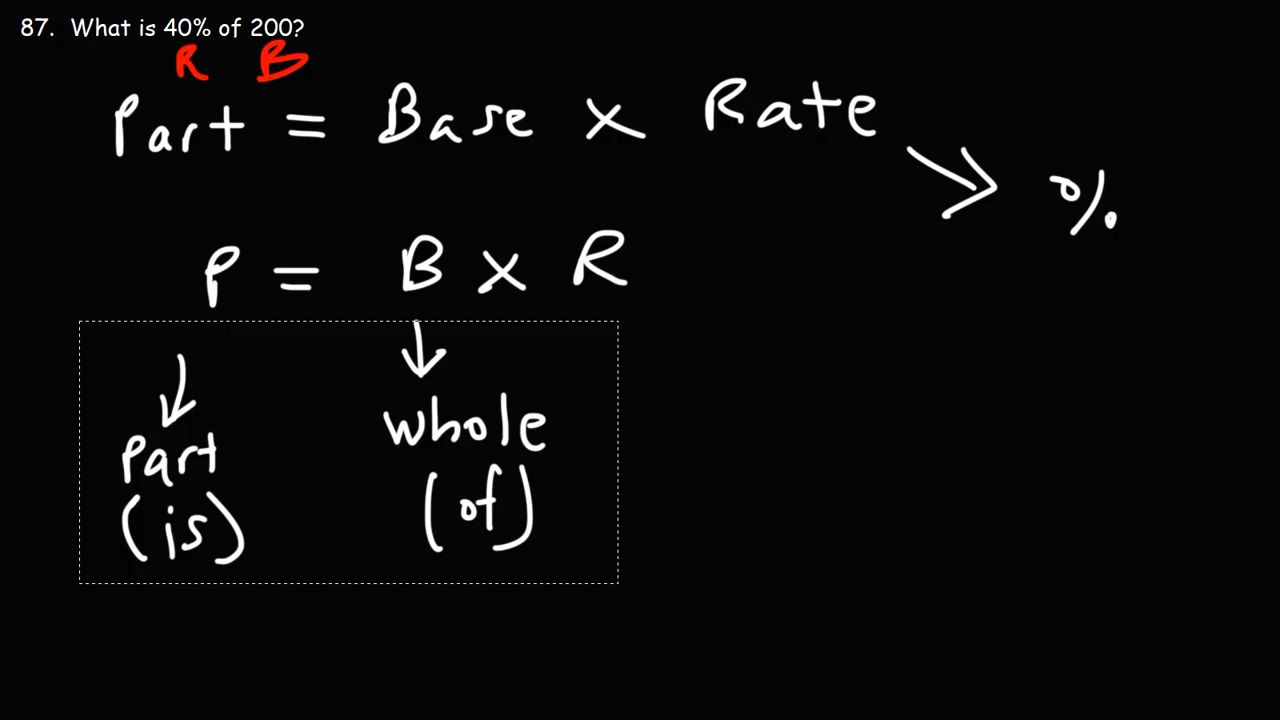 87. What is 40% of 200?
R B
Part = Base × Rate
%
P = B × R
Part whole
(is) (of)